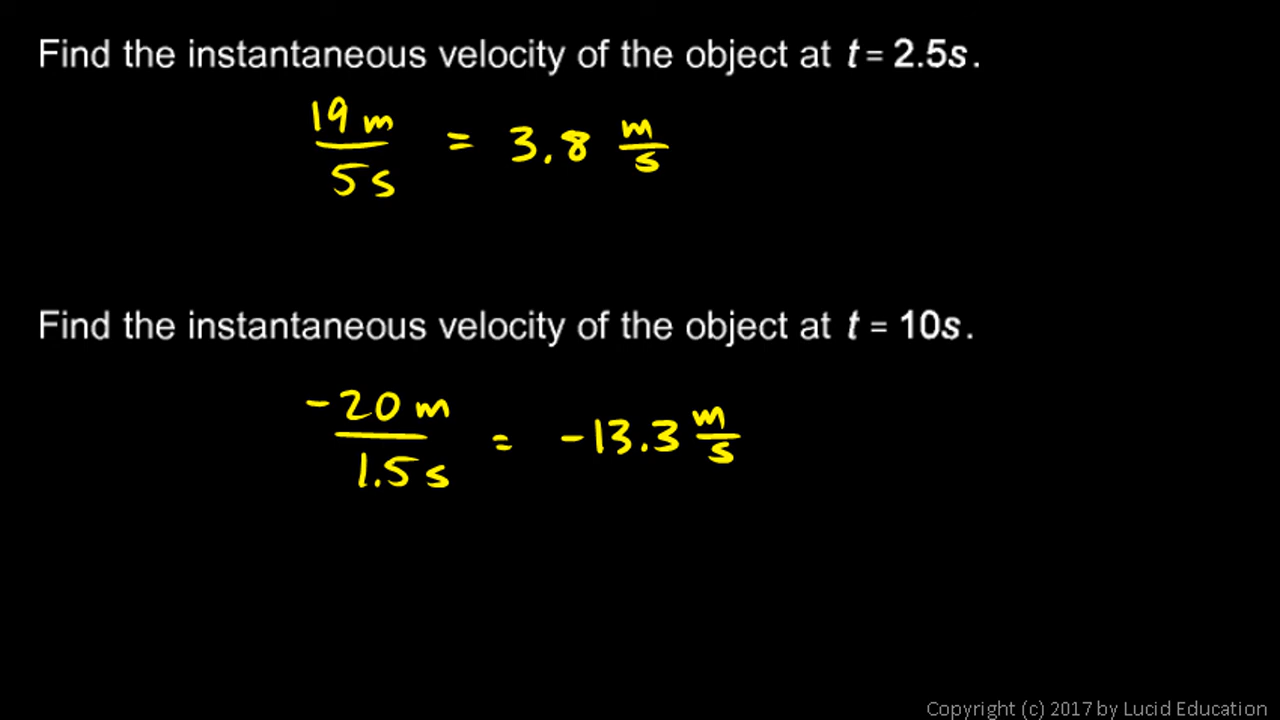 Find the instantaneous velocity of the object at t = 2.5s.
19 m
5 s
= 3.8 m/s
Find the instantaneous velocity of the object at t = 10s.
-20 m
1.5 s
= -13.3 m/s
Copyright (c) 2017 by Lucid Education